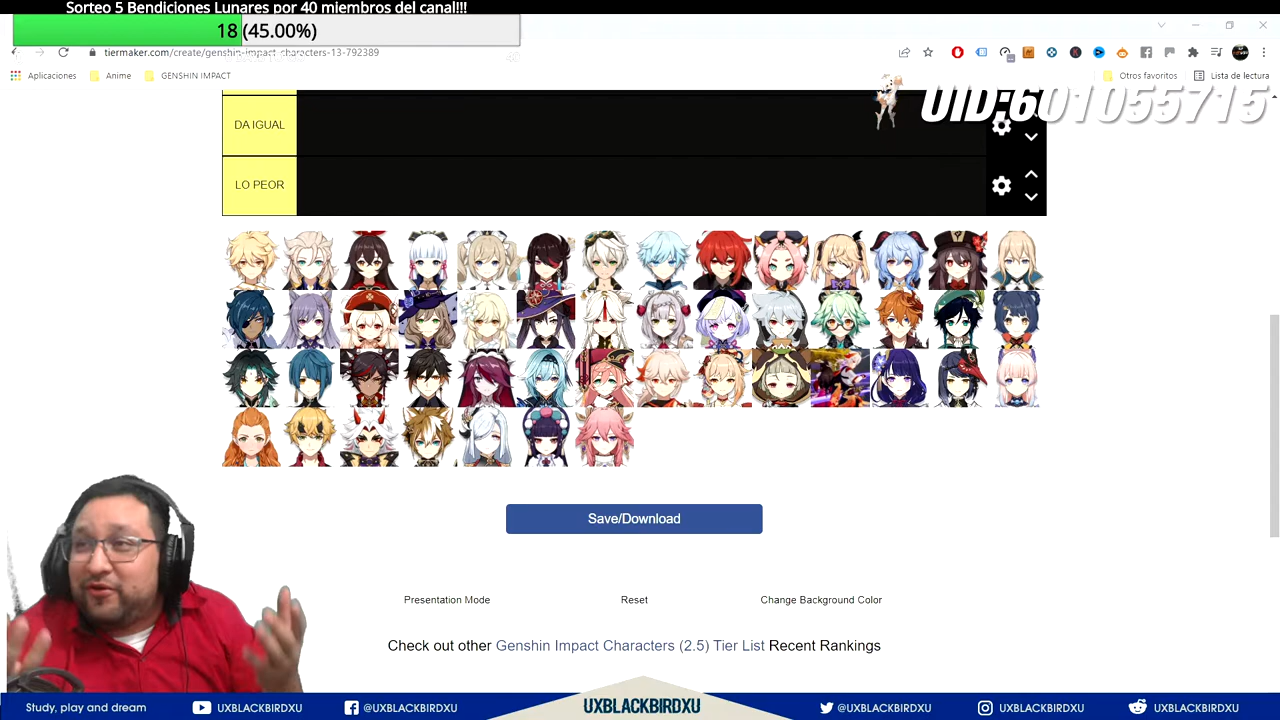 Sorteo 5 Bendiciones Lunares por 40 miembros del canal!!!
18 (45.00%)
tiermaker.com/create/genshin-impact-characters-13-792389
Aplicaciones
Anime
GENSHIN IMPACT
Otros favoritos
Lista de lectura
UID:601055715
DA IGUAL
LO PEOR
Save/Download
Presentation Mode
Reset
Change Background Color
Check out other Genshin Impact Characters (2.5) Tier List Recent Rankings
Study, play and dream
UXBLACKBIRDXU
@UXBLACKBIRDXU
UXBLACKBIRDXU
@UXBLACKBIRDXU
UXBLACKBIRDXU
UXBLACKBIRDXU